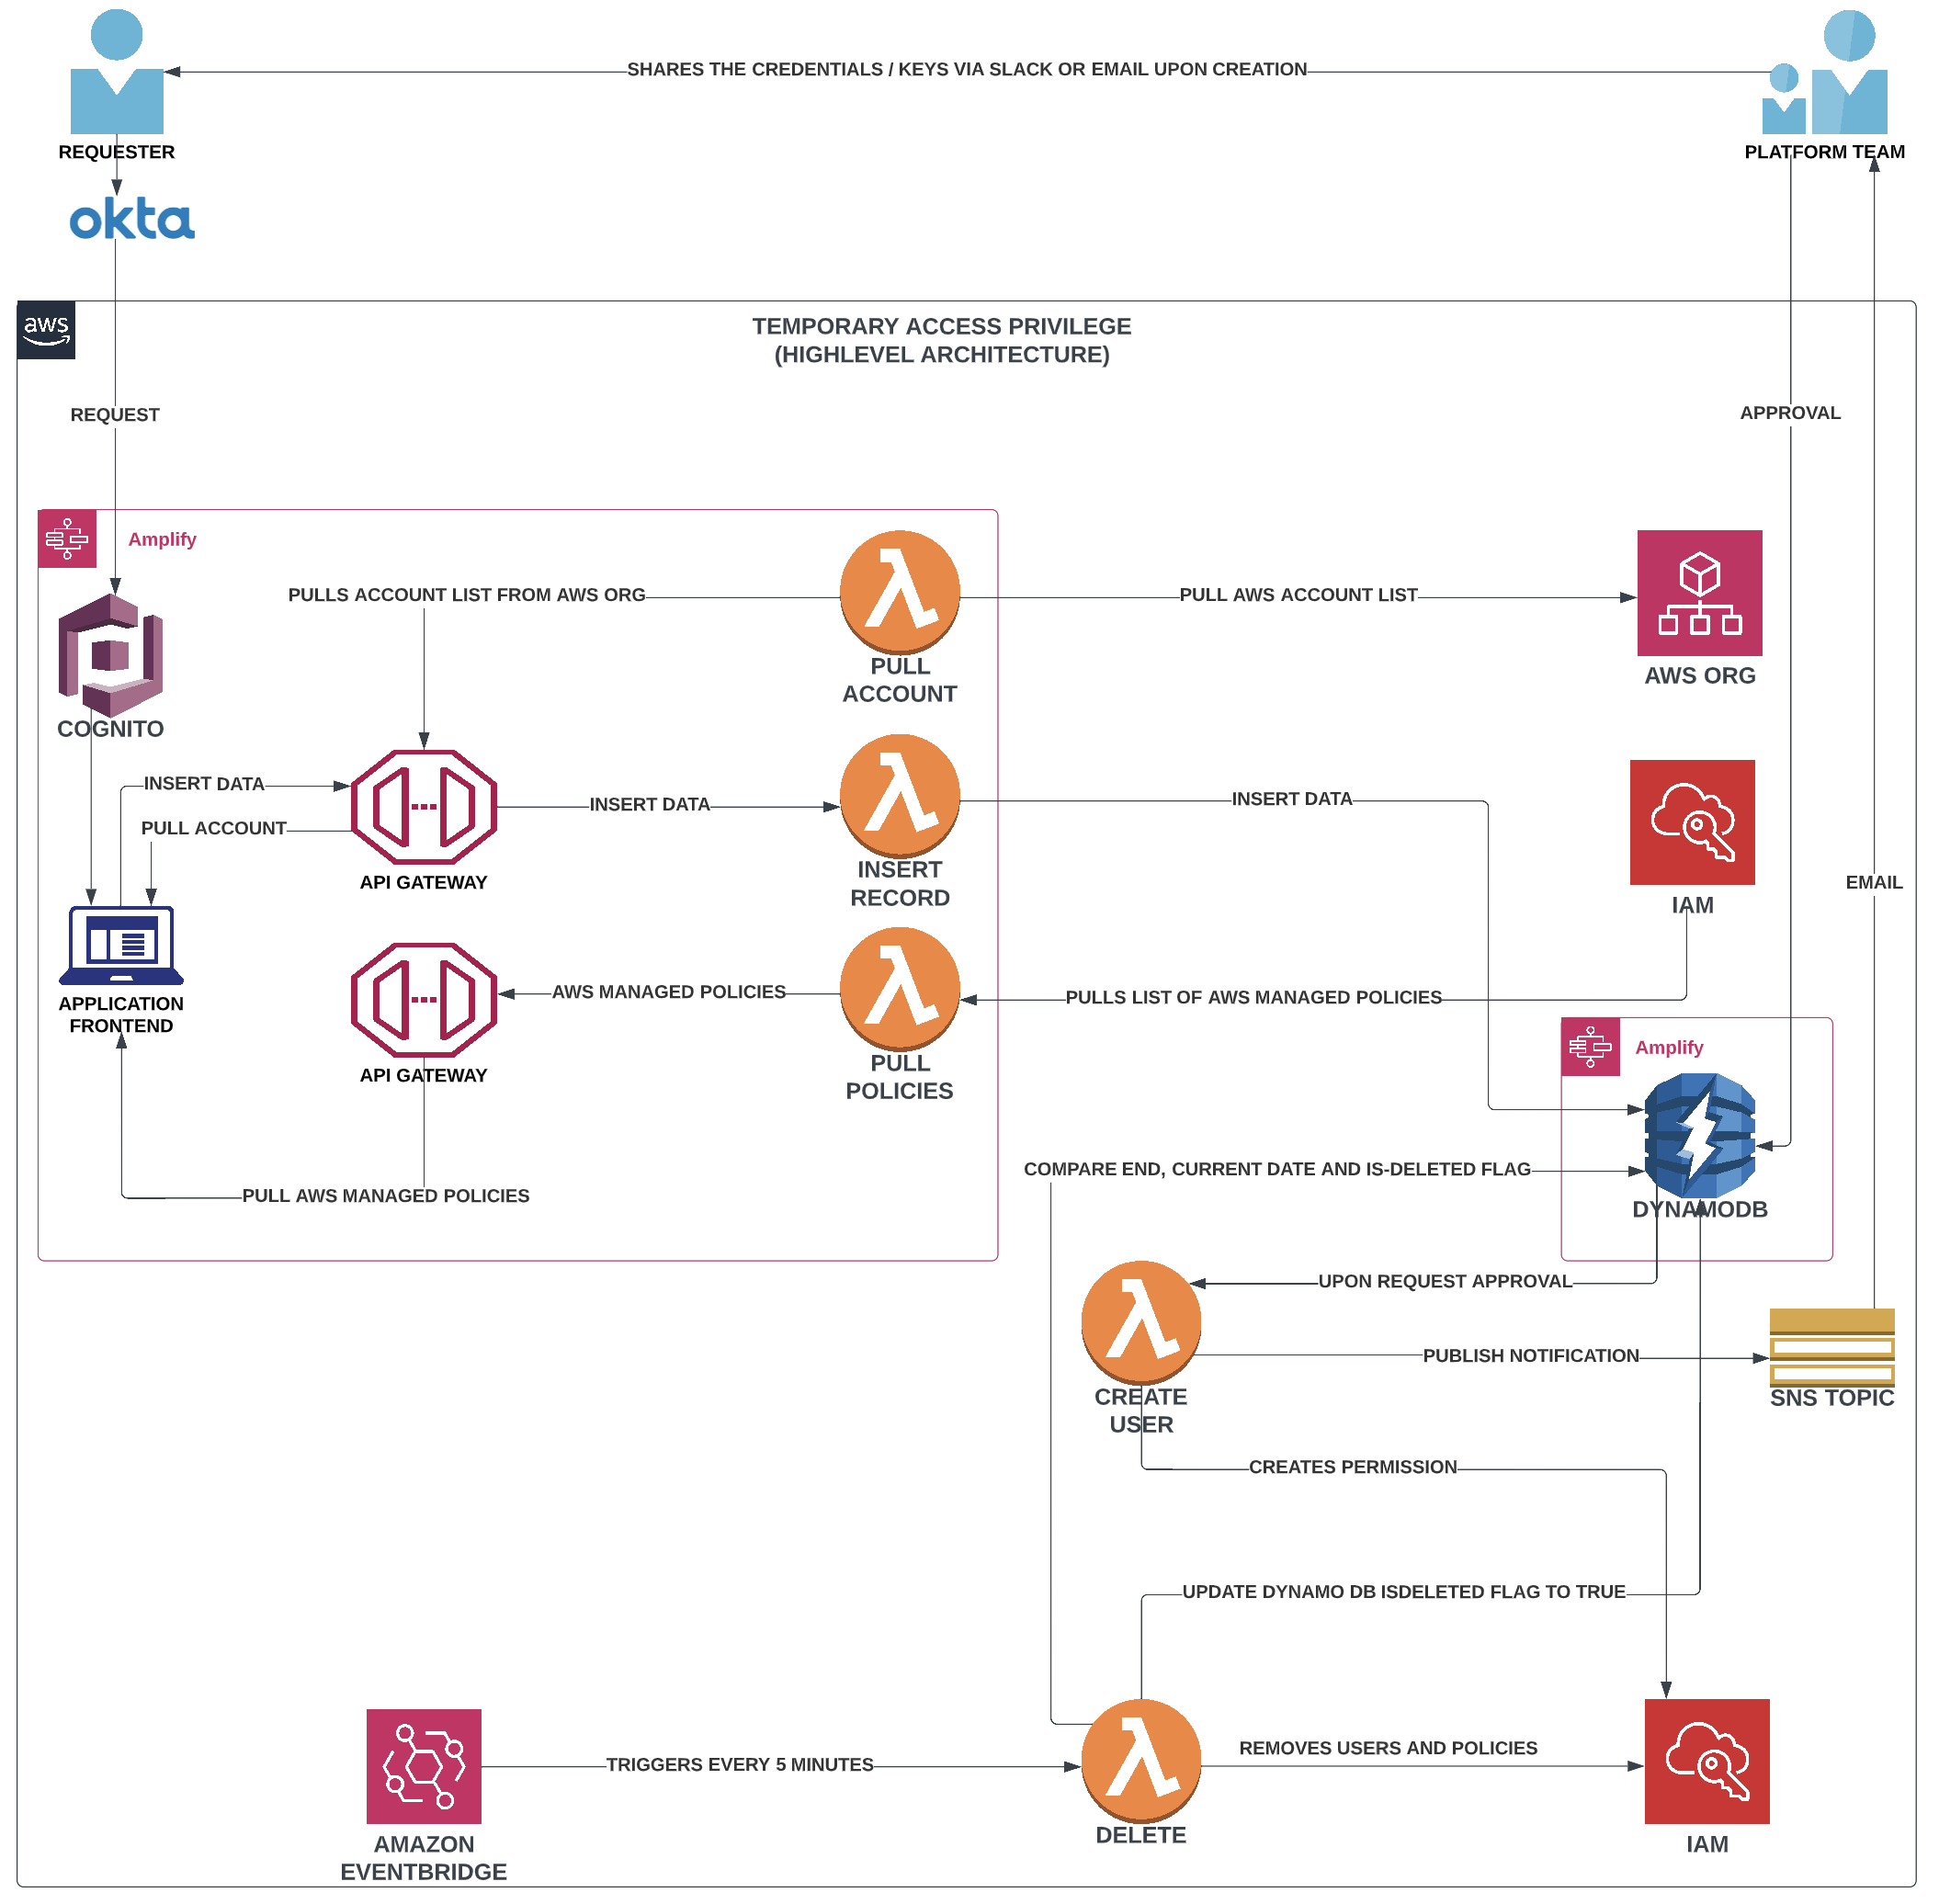 SHARES THE CREDENTIALS / KEYS VIA SLACK OR EMAIL UPON CREATION
REQUESTER
PLATFORM TEAM
okta
aws
TEMPORARY ACCESS PRIVILEGE
(HIGHLEVEL ARCHITECTURE)
REQUEST
APPROVAL
Amplify
PULLS ACCOUNT LIST FROM AWS ORG
PULL AWS ACCOUNT LIST
PULL
ACCOUNT
AWS ORG
COGNITO
INSERT DATA
INSERT DATA
INSERT DATA
PULL ACCOUNT
API GATEWAY
INSERT
RECORD
IAM
EMAIL
APPLICATION
FRONTEND
AWS MANAGED POLICIES
PULLS LIST OF AWS MANAGED POLICIES
API GATEWAY
PULL
POLICIES
Amplify
PULL AWS MANAGED POLICIES
COMPARE END, CURRENT DATE AND IS-DELETED FLAG
DYNAMODB
UPON REQUEST APPROVAL
PUBLISH NOTIFICATION
CREATE
USER
SNS TOPIC
CREATES PERMISSION
UPDATE DYNAMO DB ISDELETED FLAG TO TRUE
TRIGGERS EVERY 5 MINUTES
REMOVES USERS AND POLICIES
AMAZON
EVENTBRIDGE
DELETE
IAM